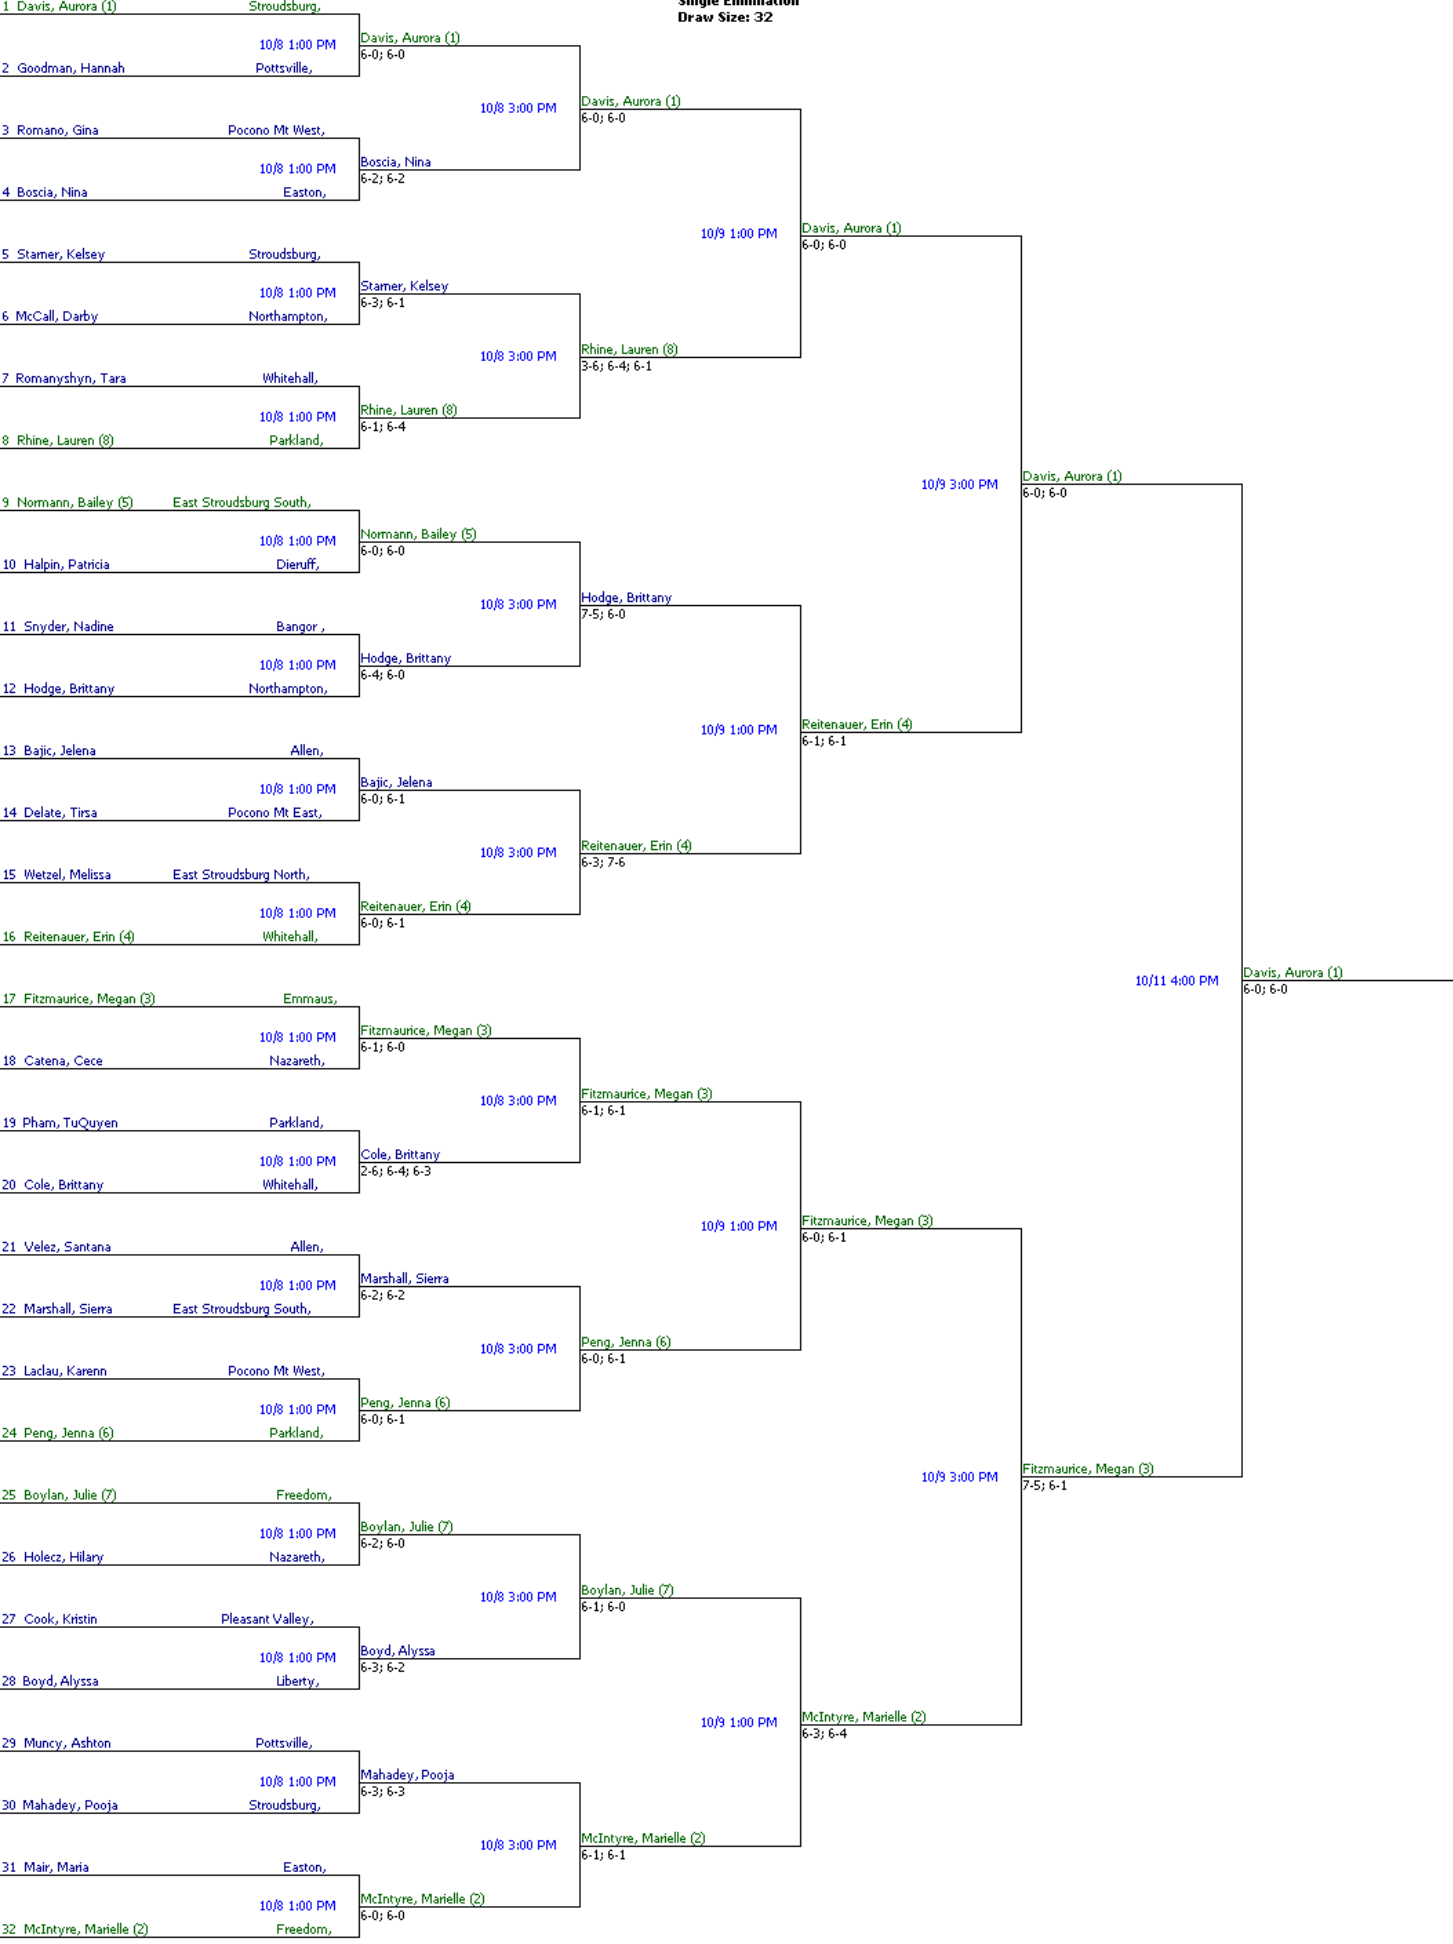 Single Elimination
Draw Size: 32
1 Davis, Aurora (1) Stroudsburg,
10/8 1:00 PM
2 Goodman, Hannah Pottsville,
3 Romano, Gina Pocono Mt West,
10/8 1:00 PM
4 Boscia, Nina Easton,
5 Starner, Kelsey Stroudsburg,
10/8 1:00 PM
6 McCall, Darby Northampton,
7 Romanyshyn, Tara Whitehall,
10/8 1:00 PM
8 Rhine, Lauren (8) Parkland,
9 Normann, Bailey (5) East Stroudsburg South,
10/8 1:00 PM
10 Halpin, Patricia Dieruff,
11 Snyder, Nadine Bangor ,
10/8 1:00 PM
12 Hodge, Brittany Northampton,
13 Bajic, Jelena Allen,
10/8 1:00 PM
14 Delate, Tirsa Pocono Mt East,
15 Wetzel, Melissa East Stroudsburg North,
10/8 1:00 PM
16 Reitenauer, Erin (4) Whitehall,
17 Fitzmaurice, Megan (3) Emmaus,
10/8 1:00 PM
18 Catena, Cece Nazareth,
19 Pham, TuQuyen Parkland,
10/8 1:00 PM
20 Cole, Brittany Whitehall,
21 Velez, Santana Allen,
10/8 1:00 PM
22 Marshall, Sierra East Stroudsburg South,
23 Laclau, Karenn Pocono Mt West,
10/8 1:00 PM
24 Peng, Jenna (6) Parkland,
25 Boylan, Julie (7) Freedom,
10/8 1:00 PM
26 Holecz, Hilary Nazareth,
27 Cook, Kristin Pleasant Valley,
10/8 1:00 PM
28 Boyd, Alyssa Liberty,
29 Muncy, Ashton Pottsville,
10/8 1:00 PM
30 Mahadey, Pooja Stroudsburg,
31 Mair, Maria Easton,
10/8 1:00 PM
32 McIntyre, Marielle (2) Freedom,
Davis, Aurora (1)
6-0; 6-0
10/8 3:00 PM
Boscia, Nina
6-2; 6-2
Starner, Kelsey
6-3; 6-1
10/8 3:00 PM
Rhine, Lauren (8)
6-1; 6-4
Normann, Bailey (5)
6-0; 6-0
10/8 3:00 PM
Hodge, Brittany
6-4; 6-0
Bajic, Jelena
6-0; 6-1
10/8 3:00 PM
Reitenauer, Erin (4)
6-0; 6-1
Fitzmaurice, Megan (3)
6-1; 6-0
10/8 3:00 PM
Cole, Brittany
2-6; 6-4; 6-3
Marshall, Sierra
6-2; 6-2
10/8 3:00 PM
Peng, Jenna (6)
6-0; 6-1
Boylan, Julie (7)
6-2; 6-0
10/8 3:00 PM
Boyd, Alyssa
6-3; 6-2
Mahadey, Pooja
6-3; 6-3
10/8 3:00 PM
McIntyre, Marielle (2)
6-0; 6-0
Davis, Aurora (1)
6-0; 6-0
10/9 1:00 PM
Rhine, Lauren (8)
3-6; 6-4; 6-1
Hodge, Brittany
7-5; 6-0
10/9 1:00 PM
Reitenauer, Erin (4)
6-3; 7-6
Fitzmaurice, Megan (3)
6-1; 6-1
10/9 1:00 PM
Peng, Jenna (6)
6-0; 6-1
Boylan, Julie (7)
6-1; 6-0
10/9 1:00 PM
McIntyre, Marielle (2)
6-1; 6-1
Davis, Aurora (1)
6-0; 6-0
10/9 3:00 PM
Reitenauer, Erin (4)
6-1; 6-1
Fitzmaurice, Megan (3)
6-0; 6-1
10/9 3:00 PM
McIntyre, Marielle (2)
6-3; 6-4
Davis, Aurora (1)
6-0; 6-0
10/11 4:00 PM
Fitzmaurice, Megan (3)
7-5; 6-1
Davis, Aurora (1)
6-0; 6-0